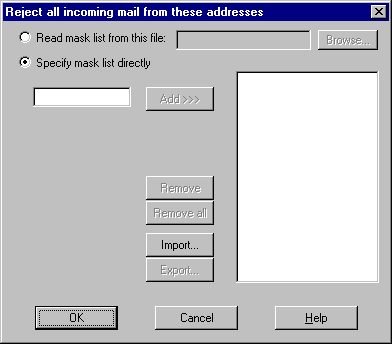 Reject all incoming mail from these addresses
Read mask list from this file:
Browse...
Specify mask list directly
Add >>>
Remove
Remove all
Import...
Export...
OK
Cancel
Help